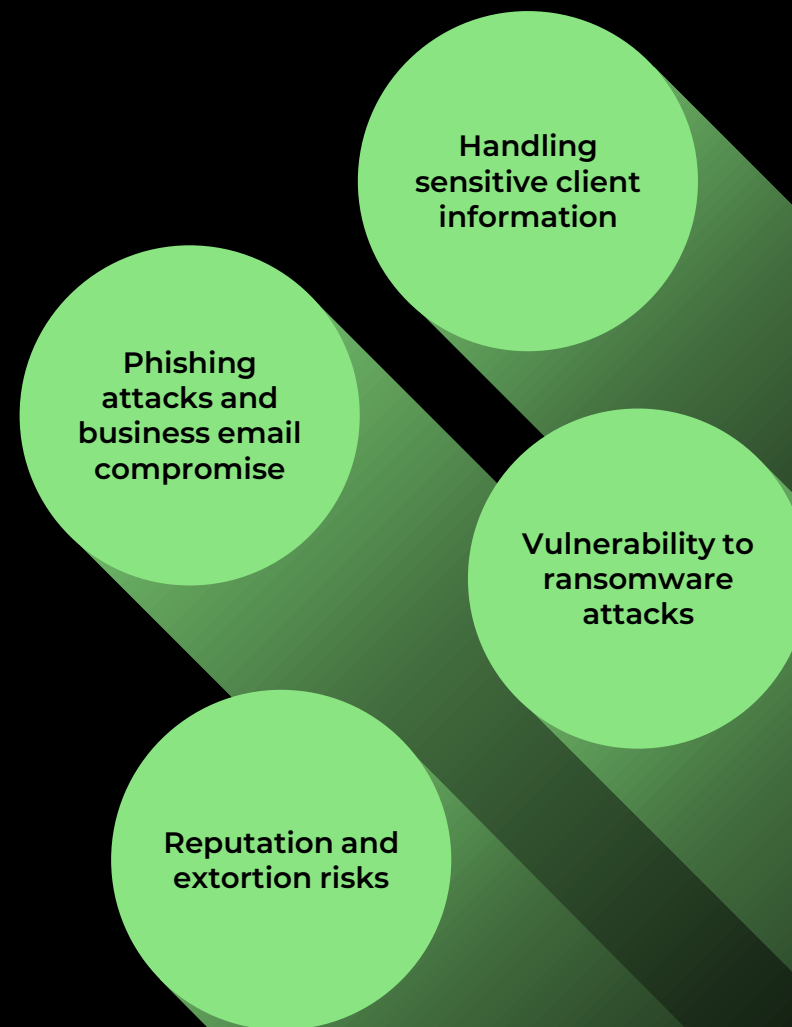 Handling
sensitive client
information
Phishing
attacks and
business email
compromise
Vulnerability to
ransomware
attacks
Reputation and
extortion risks